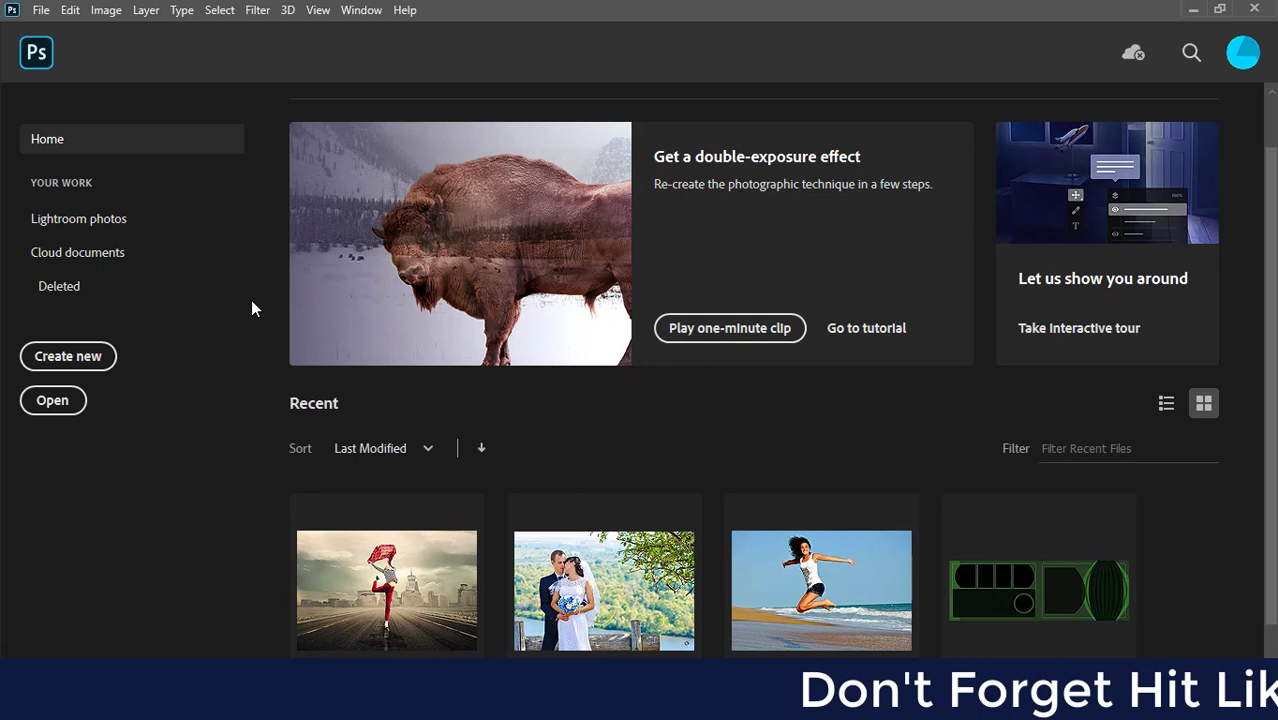 Ps File Edit Image Layer Type Select Filter 3D View Window Help
Ps
Home
YOUR WORK
Lightroom photos
Cloud documents
Deleted
Create new
Open
Get a double-exposure effect
Re-create the photographic technique in a few steps.
Play one-minute clip Go to tutorial
100%
T
Let us show you around
Take interactive tour
Recent
Sort Last Modified
Filter Filter Recent Files
Don't Forget Hit Lik